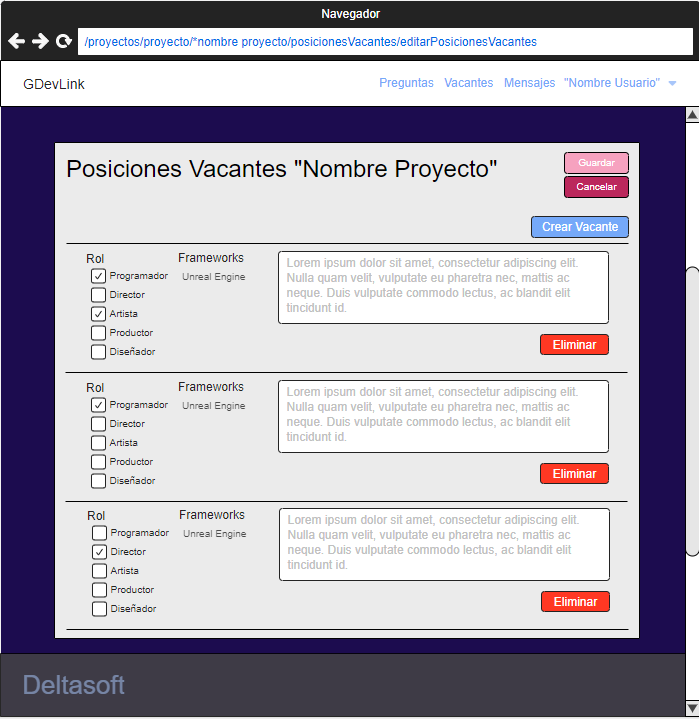 Navegador
/proyectos/proyecto/*nombre proyecto/posicionesVacantes/editarPosicionesVacantes
GDevLink
Preguntas Vacantes Mensajes "Nombre Usuario"
Posiciones Vacantes "Nombre Proyecto"
Guardar
Cancelar
Crear Vacante
Rol
Programador
Director
Artista
Productor
Diseñador
Frameworks
Unreal Engine
Lorem ipsum dolor sit amet, consectetur adipiscing elit.
Nulla quam velit, vulputate eu pharetra nec, mattis ac
neque. Duis vulputate commodo lectus, ac blandit elit
tincidunt id.
Eliminar
Rol
Programador
Director
Artista
Productor
Diseñador
Frameworks
Unreal Engine
Lorem ipsum dolor sit amet, consectetur adipiscing elit.
Nulla quam velit, vulputate eu pharetra nec, mattis ac
neque. Duis vulputate commodo lectus, ac blandit elit
tincidunt id.
Eliminar
Rol
Programador
Director
Artista
Productor
Diseñador
Frameworks
Unreal Engine
Lorem ipsum dolor sit amet, consectetur adipiscing elit.
Nulla quam velit, vulputate eu pharetra nec, mattis ac
neque. Duis vulputate commodo lectus, ac blandit elit
tincidunt id.
Eliminar
Deltasoft